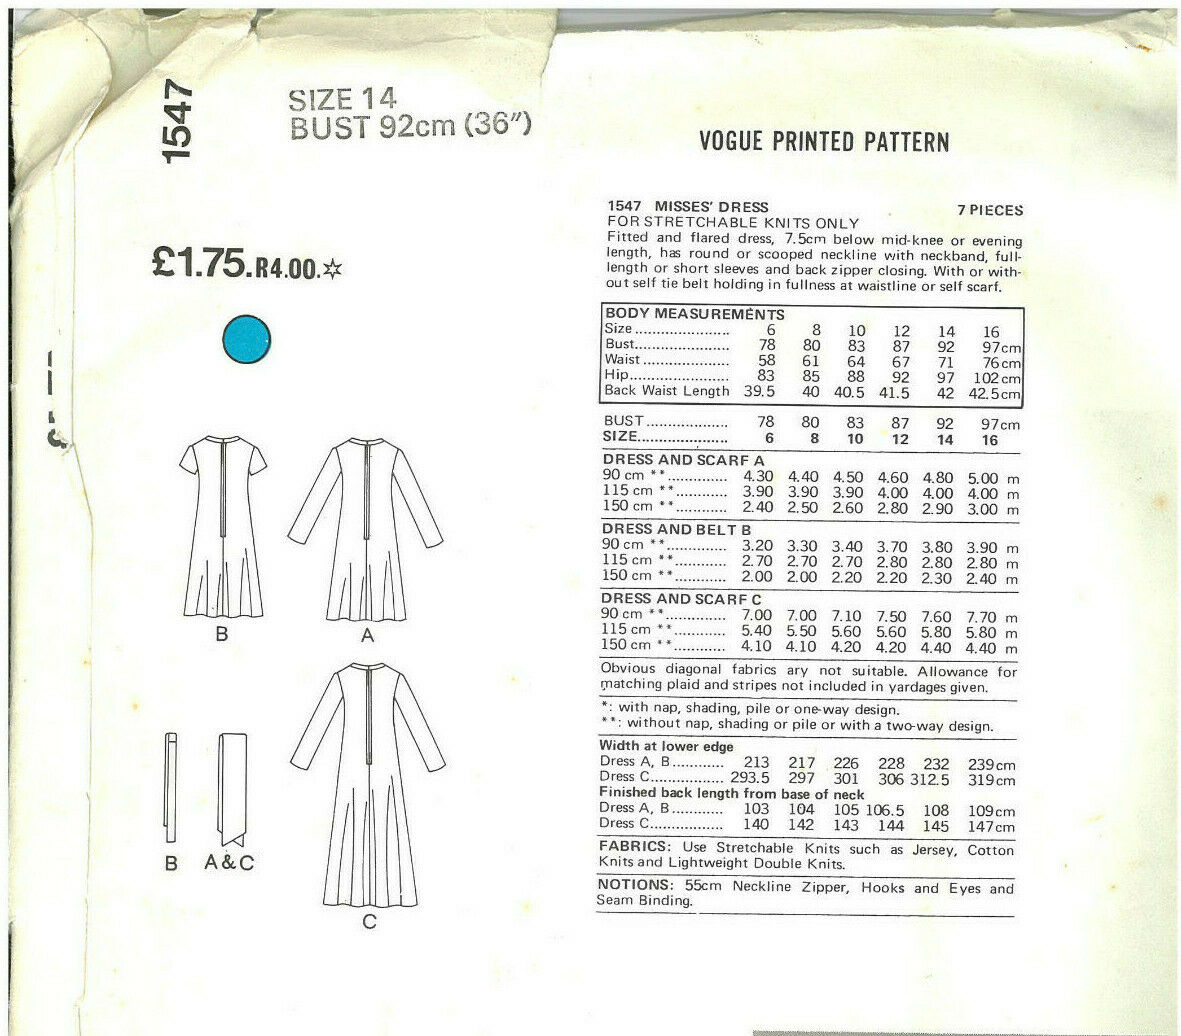 1547
SIZE 14
BUST 92cm (36")
£1.75.R4.00.☆
B
A
B
A & C
C
VOGUE PRINTED PATTERN
1547 MISSES' DRESS 7 PIECES
FOR STRETCHABLE KNITS ONLY
Fitted and flared dress, 7.5cm below mid-knee or evening
length, has round or scooped neckline with neckband, full-
length or short sleeves and back zipper closing. With or with-
out self tie belt holding in fullness at waistline or self scarf.
BODY MEASUREMENTS
Size ...................... 6 8 10 12 14 16
Bust...................... 78 80 83 87 92 97cm
Waist .................... 58 61 64 67 71 76cm
Hip....................... 83 85 88 92 97 102cm
Back Waist Length 39.5 40 40.5 41.5 42 42.5cm
BUST ................... 78 80 83 87 92 97cm
SIZE..................... 6 8 10 12 14 16
DRESS AND SCARF A
90 cm ** ............. 4.30 4.40 4.50 4.60 4.80 5.00 m
115 cm * ............ 3.90 3.90 3.90 4.00 4.00 4.00 m
150 cm ** ............ 2.40 2.50 2.60 2.80 2.90 3.00 m
DRESS AND BELT B
90 cm ** ............. 3.20 3.30 3.40 3.70 3.80 3.90 m
115 cm ** ............ 2.70 2.70 2.70 2.80 2.80 2.80 m
150 cm ** ............ 2.00 2.00 2.20 2.20 2.30 2.40 m
DRESS AND SCARF C
90 cm ** .............. 7.00 7.00 7.10 7.50 7.60 7.70 m
115 cm ** ............ 5.40 5.50 5.60 5.60 5.80 5.80 m
150 cm ** ............ 4.10 4.10 4.20 4.20 4.40 4.40 m
Obvious diagonal fabrics ary not suitable. Allowance for
matching plaid and stripes not included in yardages given.
*: with nap, shading, pile or one-way design.
**: without nap, shading or pile or with a two-way design.
Width at lower edge
Dress A, B............ 213 217 226 228 232 239cm
Dress C................. 293.5 297 301 306 312.5 319cm
Finished back length from base of neck
Dress A, B............ 103 104 105 106.5 108 109cm
Dress C................. 140 142 143 144 145 147cm
FABRICS: Use Stretchable Knits such as Jersey, Cotton
Knits and Lightweight Double Knits.
NOTIONS: 55cm Neckline Zipper, Hooks and Eyes and
Seam Binding.